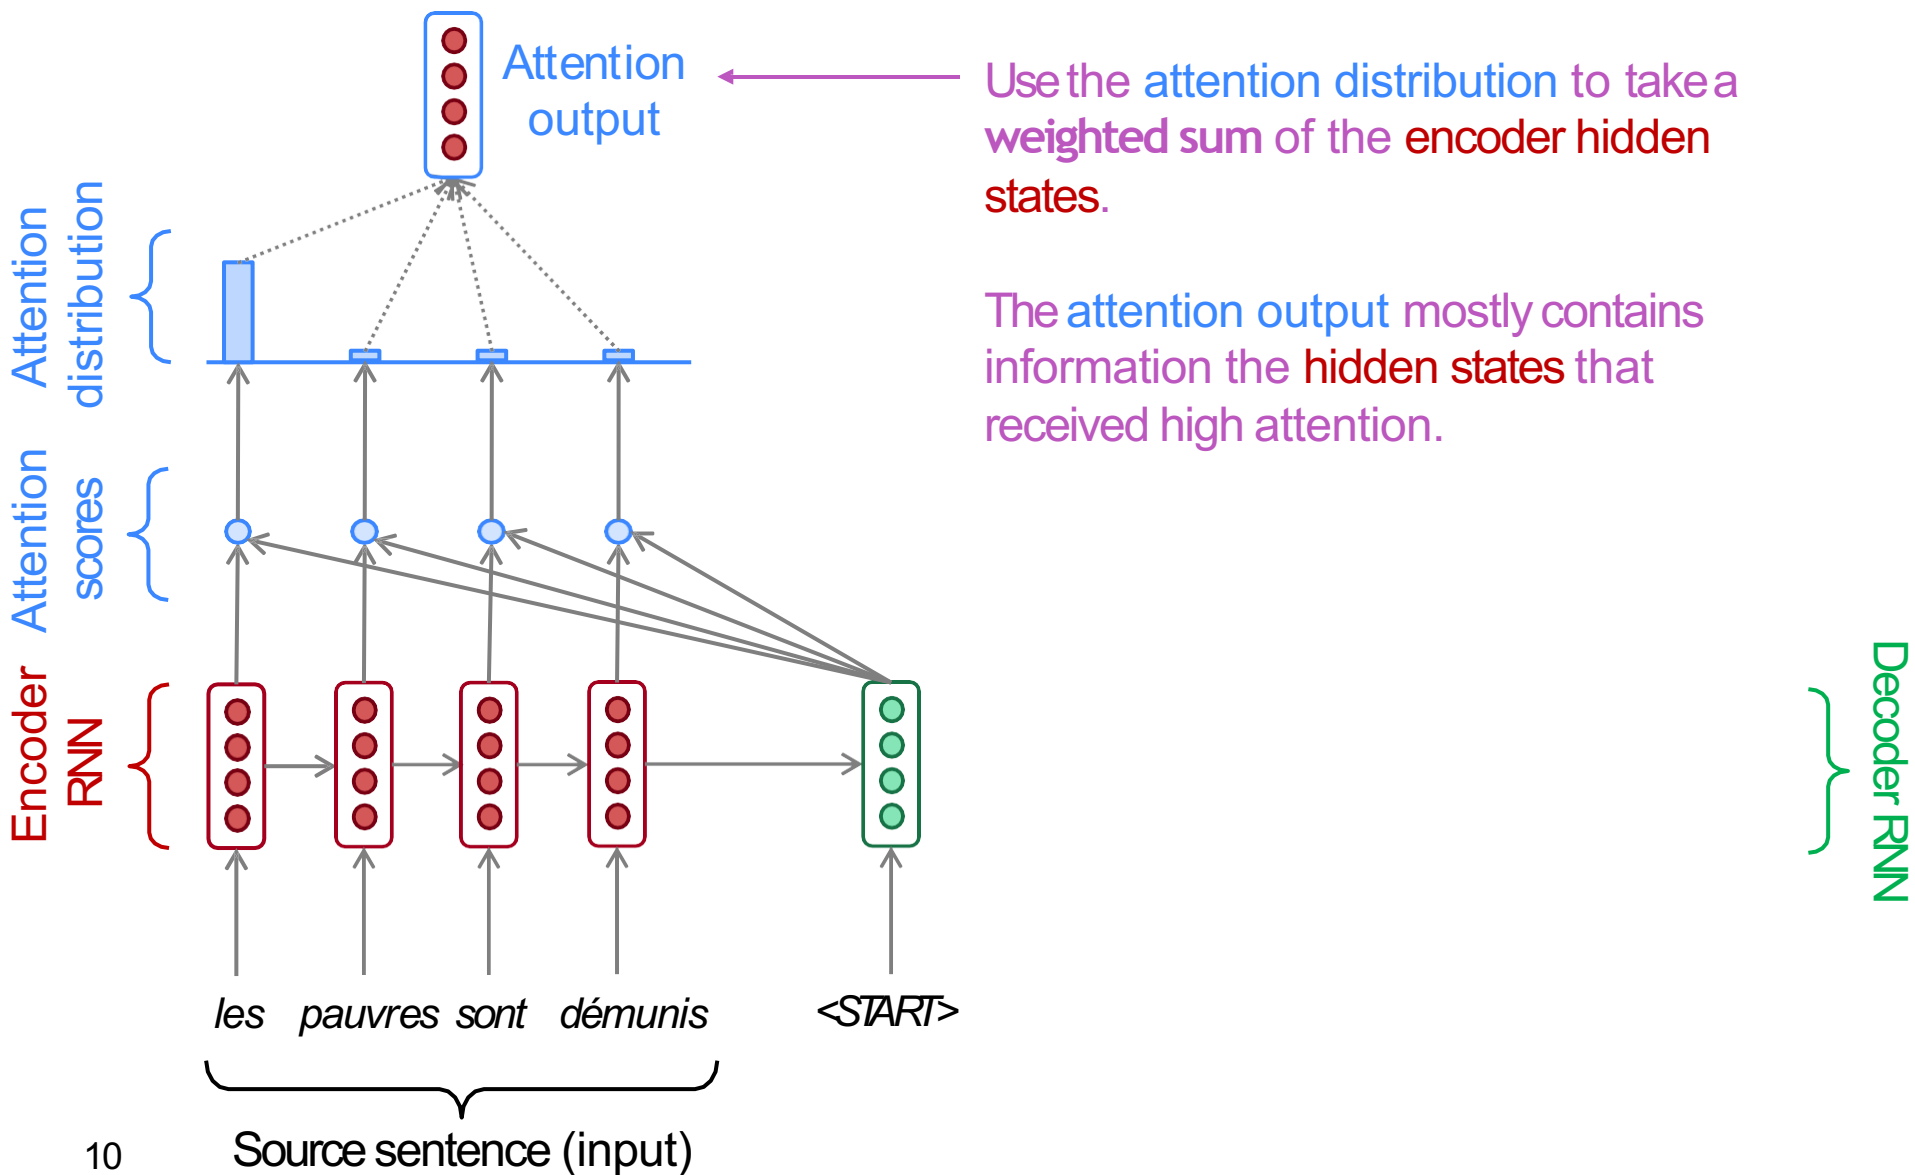 Attention
output
Use the attention distribution to take a
weighted sum of the encoder hidden
states.
The attention output mostly contains
information the hidden states that
received high attention.
Attention
distribution
Attention
scores
Encoder
RNN
Decoder RNN
les pauvres sont démunis <START>
Source sentence (input)
10